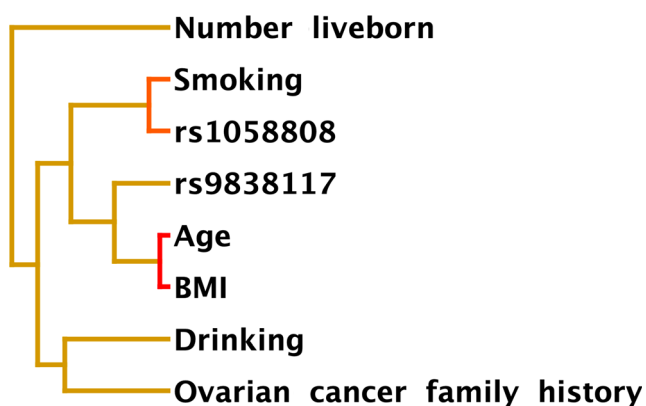 Number liveborn
Smoking
rs1058808
rs9838117
Age
BMI
Drinking
Ovarian cancer family history